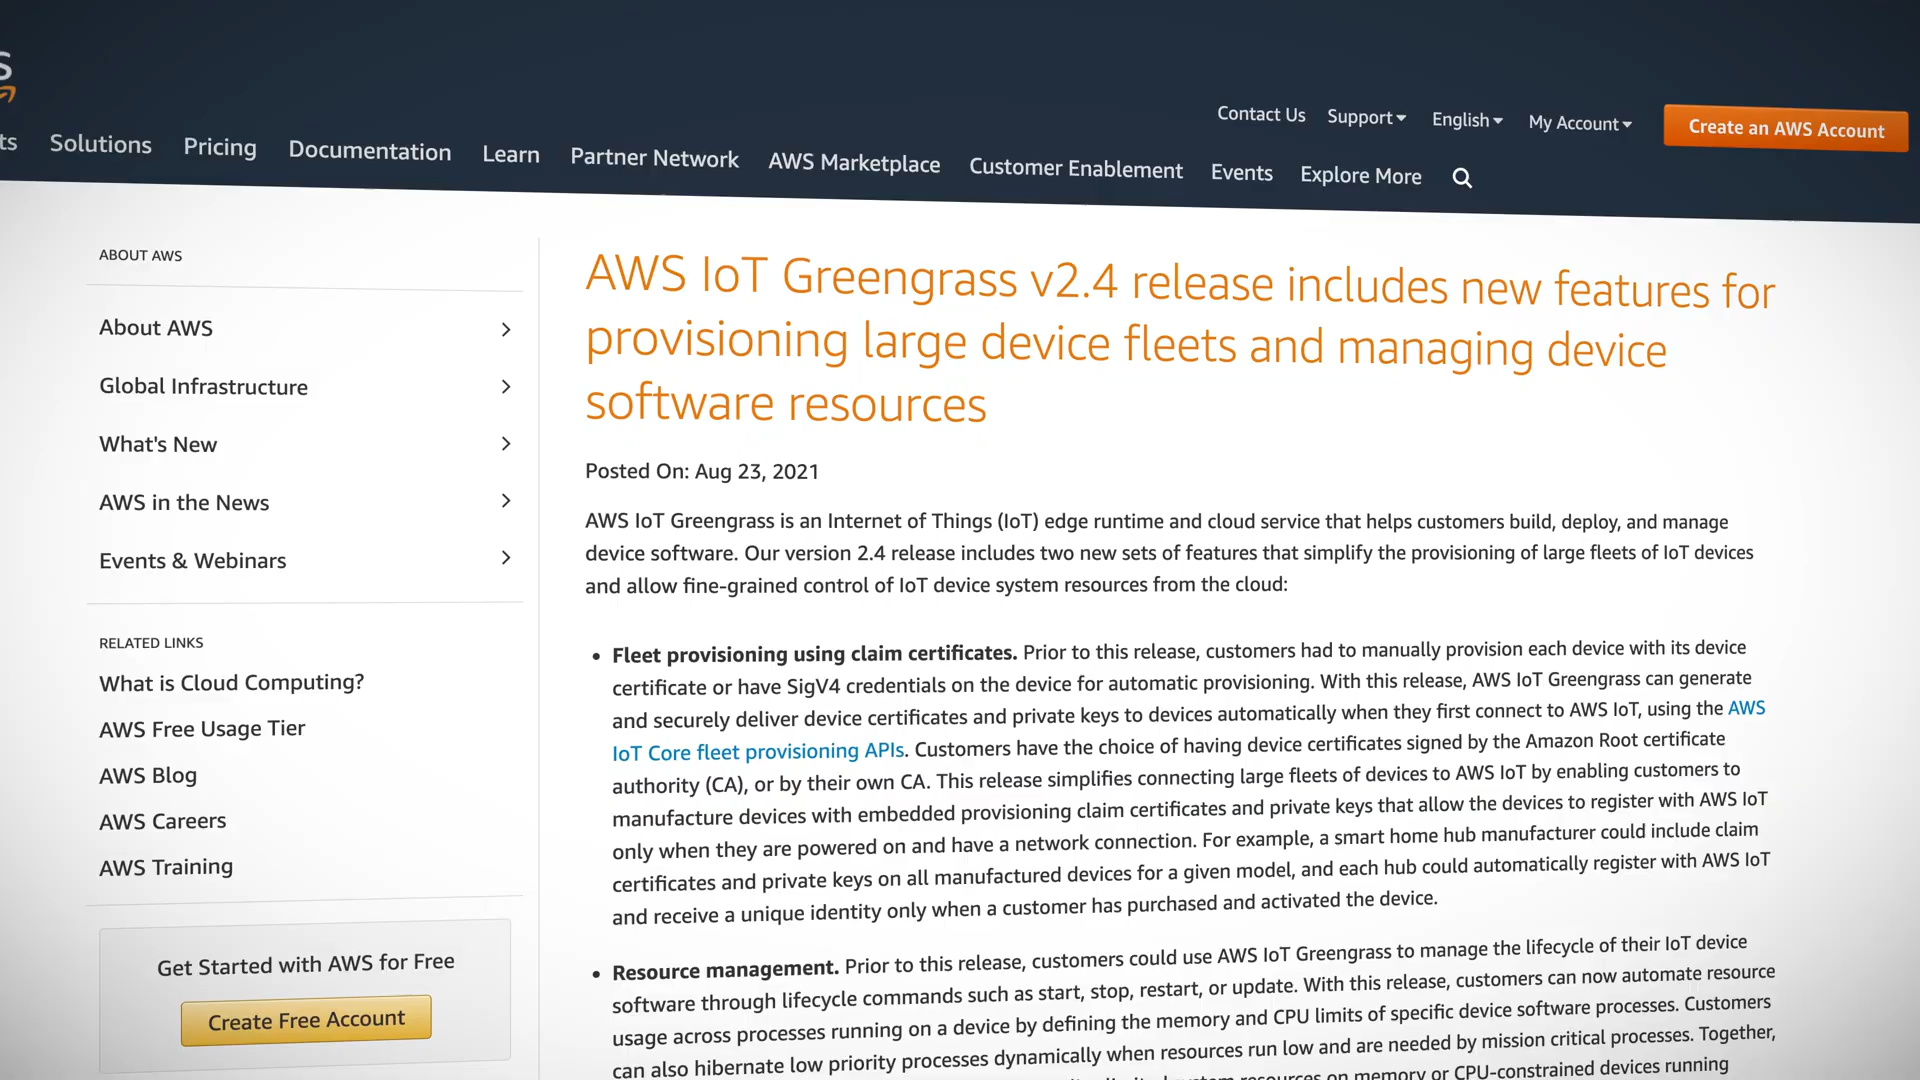 Contact Us Support English My Account Create an AWS Account
ts Solutions Pricing Documentation Learn Partner Network AWS Marketplace Customer Enablement Events Explore More
ABOUT AWS
About AWS
Global Infrastructure
What's New
AWS in the News
Events & Webinars
RELATED LINKS
What is Cloud Computing?
AWS Free Usage Tier
AWS Blog
AWS Careers
AWS Training
Get Started with AWS for Free
Create Free Account
AWS IoT Greengrass v2.4 release includes new features for
provisioning large device fleets and managing device
software resources
Posted On: Aug 23, 2021
AWS IoT Greengrass is an Internet of Things (IoT) edge runtime and cloud service that helps customers build, deploy, and manage
device software. Our version 2.4 release includes two new sets of features that simplify the provisioning of large fleets of IoT devices
and allow fine-grained control of IoT device system resources from the cloud:
• Fleet provisioning using claim certificates. Prior to this release, customers had to manually provision each device with its device
certificate or have SigV4 credentials on the device for automatic provisioning. With this release, AWS IoT Greengrass can generate
and securely deliver device certificates and private keys to devices automatically when they first connect to AWS IoT, using the AWS
IoT Core fleet provisioning APIs. Customers have the choice of having device certificates signed by the Amazon Root certificate
authority (CA), or by their own CA. This release simplifies connecting large fleets of devices to AWS IoT by enabling customers to
manufacture devices with embedded provisioning claim certificates and private keys that allow the devices to register with AWS IoT
only when they are powered on and have a network connection. For example, a smart home hub manufacturer could include claim
certificates and private keys on all manufactured devices for a given model, and each hub could automatically register with AWS IoT
and receive a unique identity only when a customer has purchased and activated the device.
• Resource management. Prior to this release, customers could use AWS IoT Greengrass to manage the lifecycle of their IoT device
software through lifecycle commands such as start, stop, restart, or update. With this release, customers can now automate resource
usage across processes running on a device by defining the memory and CPU limits of specific device software processes. Customers
can also hibernate low priority processes dynamically when resources run low and are needed by mission critical processes. Together,
resources on memory or CPU-constrained devices running